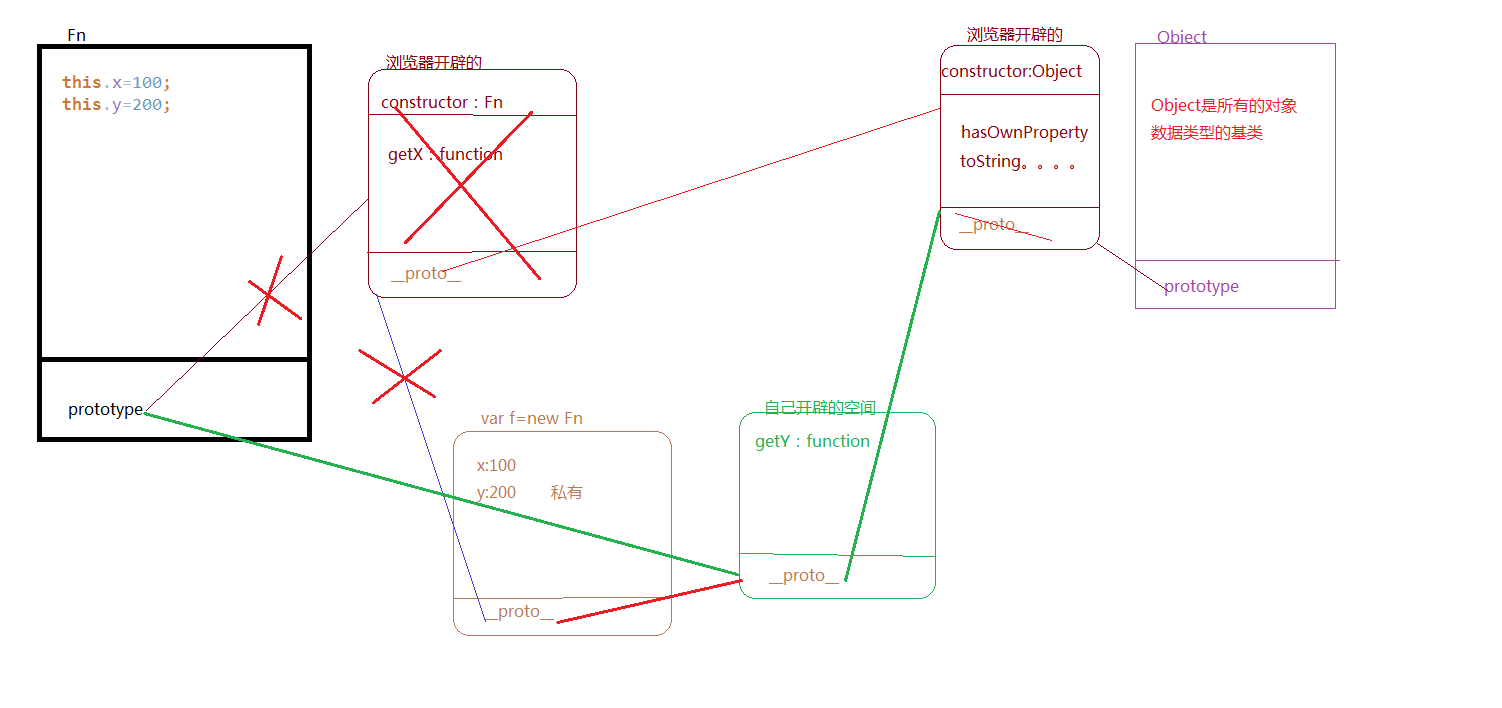 Fn
this.x=100;
this.y=200;
prototype
浏览器开辟的
constructor：Fn
getX：function
__proto__
var f=new Fn
x:100
y:200 私有
__proto__
自己开辟的空间
getY：function
__proto__
浏览器开辟的
constructor:Object
hasOwnProperty
toString。。。。
__proto__
Object
Object是所有的对象
数据类型的基类
prototype